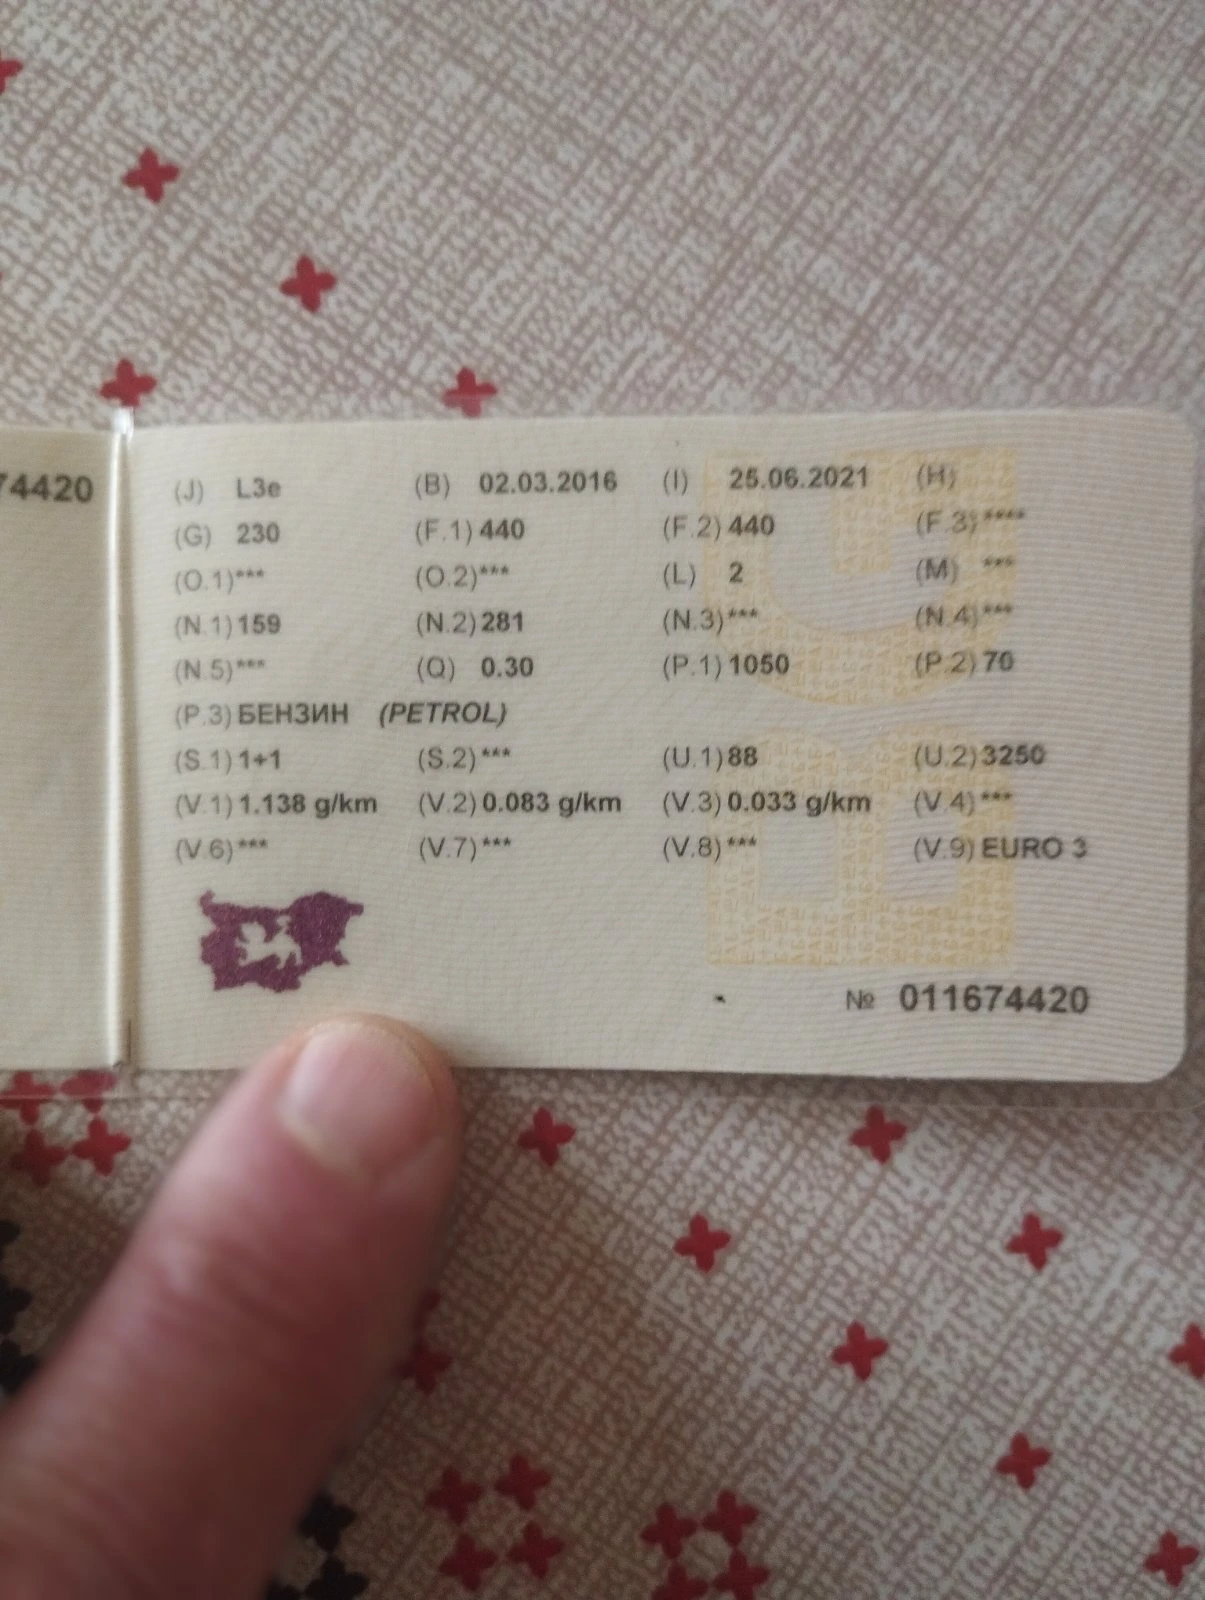 74420
(J) L3e (B) 02.03.2016 (I) 25.06.2021 (H)
(G) 230 (F.1) 440 (F.2) 440 (F.3) ****
(O.1) *** (O.2) *** (L) 2 (M) ***
(N.1) 159 (N.2) 281 (N.3) *** (N.4) ***
(N.5) *** (Q) 0.30 (P.1) 1050 (P.2) 70
(P.3) БЕНЗИН (PETROL)
(S.1) 1+1 (S.2) *** (U.1) 88 (U.2) 3250
(V.1) 1.138 g/km (V.2) 0.083 g/km (V.3) 0.033 g/km (V.4) ***
(V.6) *** (V.7) *** (V.8) *** (V.9) EURO 3
№ 011674420